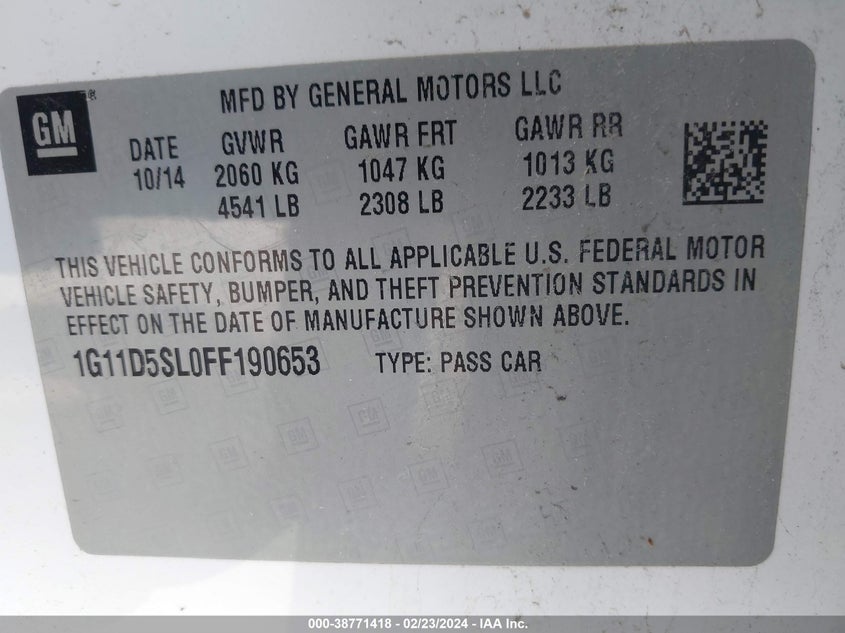 GM
MFD BY GENERAL MOTORS LLC
DATE GVWR GAWR FRT GAWR RR
10/14 2060 KG 1047 KG 1013 KG
4541 LB 2308 LB 2233 LB
THIS VEHICLE CONFORMS TO ALL APPLICABLE U.S. FEDERAL MOTOR
VEHICLE SAFETY, BUMPER, AND THEFT PREVENTION STANDARDS IN
EFFECT ON THE DATE OF MANUFACTURE SHOWN ABOVE.
1G11D5SL0FF190653 TYPE: PASS CAR
000-38771418 - 02/23/2024 - IAA Inc.